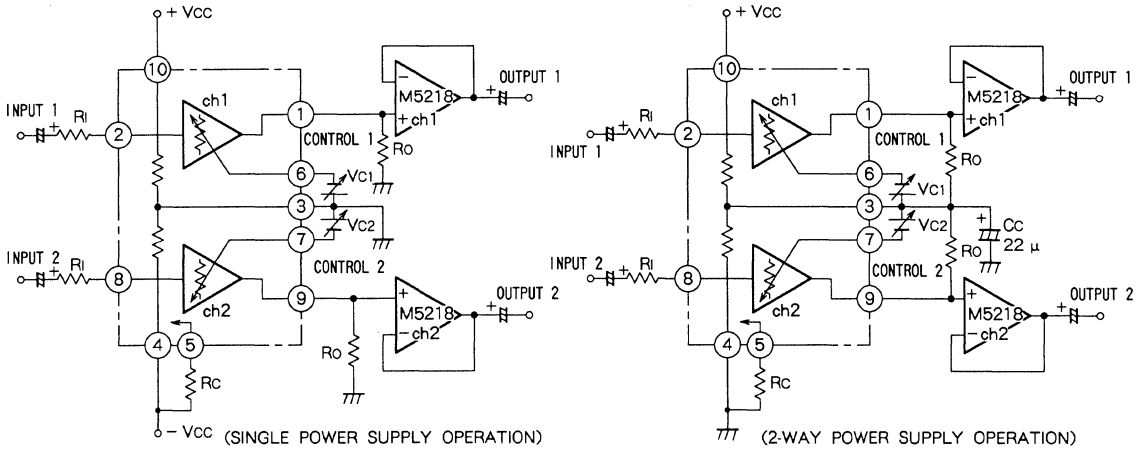 + VCC
10
INPUT 1
+
RI
2
ch1
1
CONTROL 1
6
VC1
3
VC2
7
CONTROL 2
INPUT 2
+
RI
8
ch2
9
4
5
RC
- VCC
RO
−
M5218
+
ch1
+
OUTPUT 1
RO
+
M5218
−
ch2
+
OUTPUT 2
(SINGLE POWER SUPPLY OPERATION)
+ VCC
10
INPUT 1
+
RI
2
ch1
1
CONTROL 1
6
VC1
3
VC2
7
CONTROL 2
INPUT 2
+
RI
8
ch2
9
4
5
RC
RO
RO
+
CC
22 μ
−
M5218
+
ch1
+
OUTPUT 1
+
M5218
−
ch2
+
OUTPUT 2
(2-WAY POWER SUPPLY OPERATION)